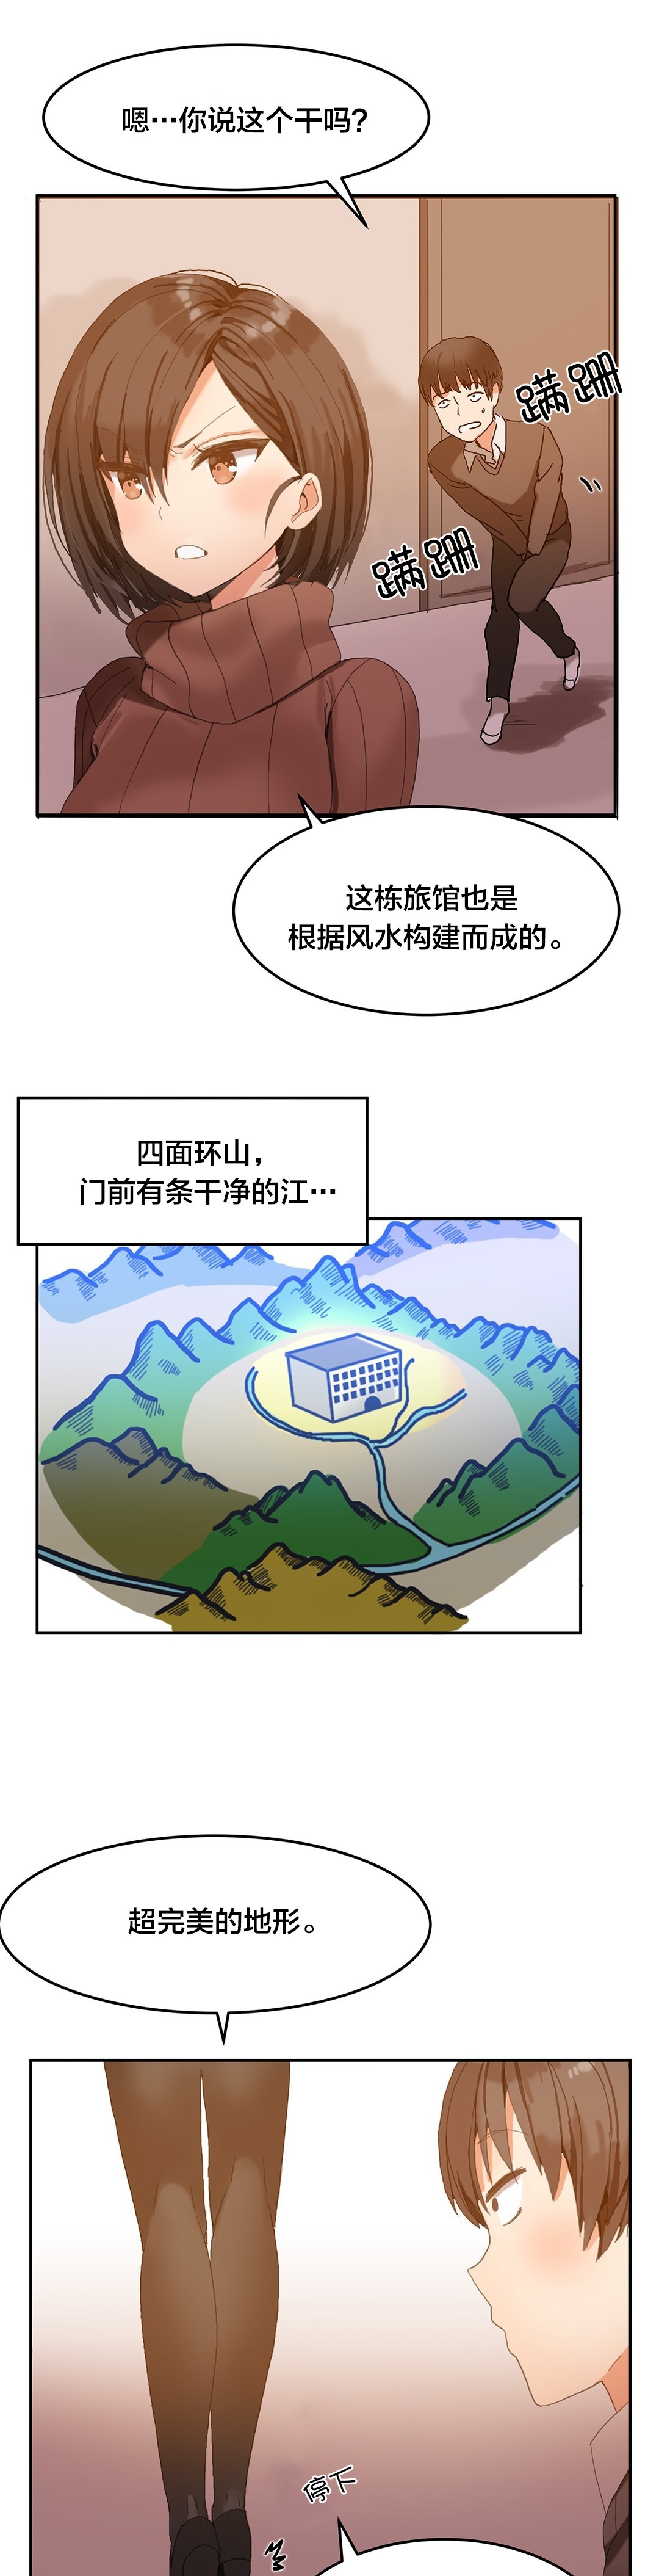 嗯…你说这个干吗?
蹒跚
蹒跚
这栋旅馆也是
根据风水构建而成的。
四面环山，
门前有条干净的江…
超完美的地形。
停下